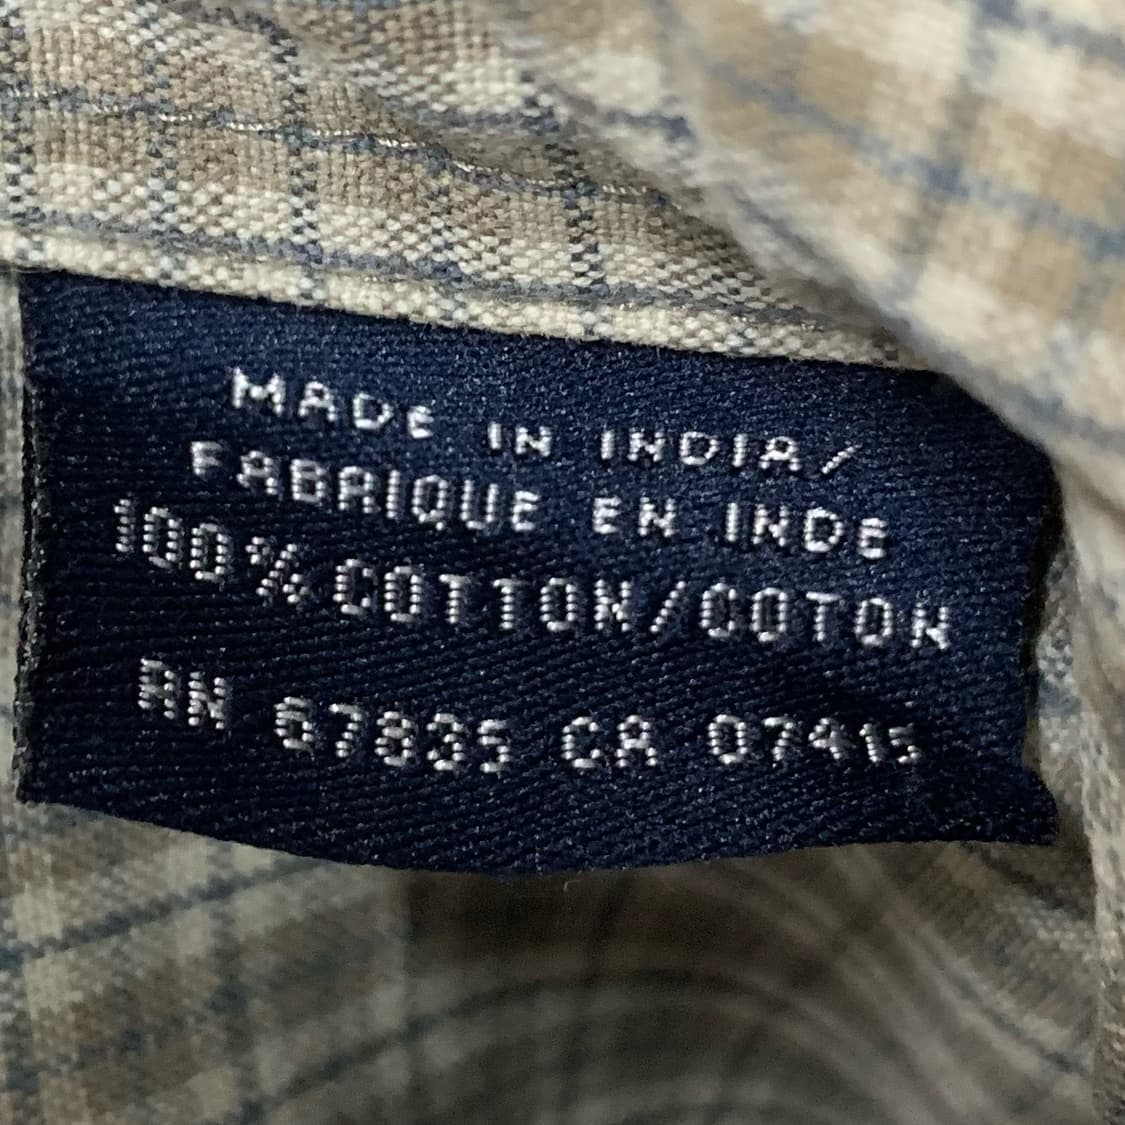 MADE IN INDIA/
FABRIQUE EN INDE
100% COTTON/COTON
RN 67835 CA 07415